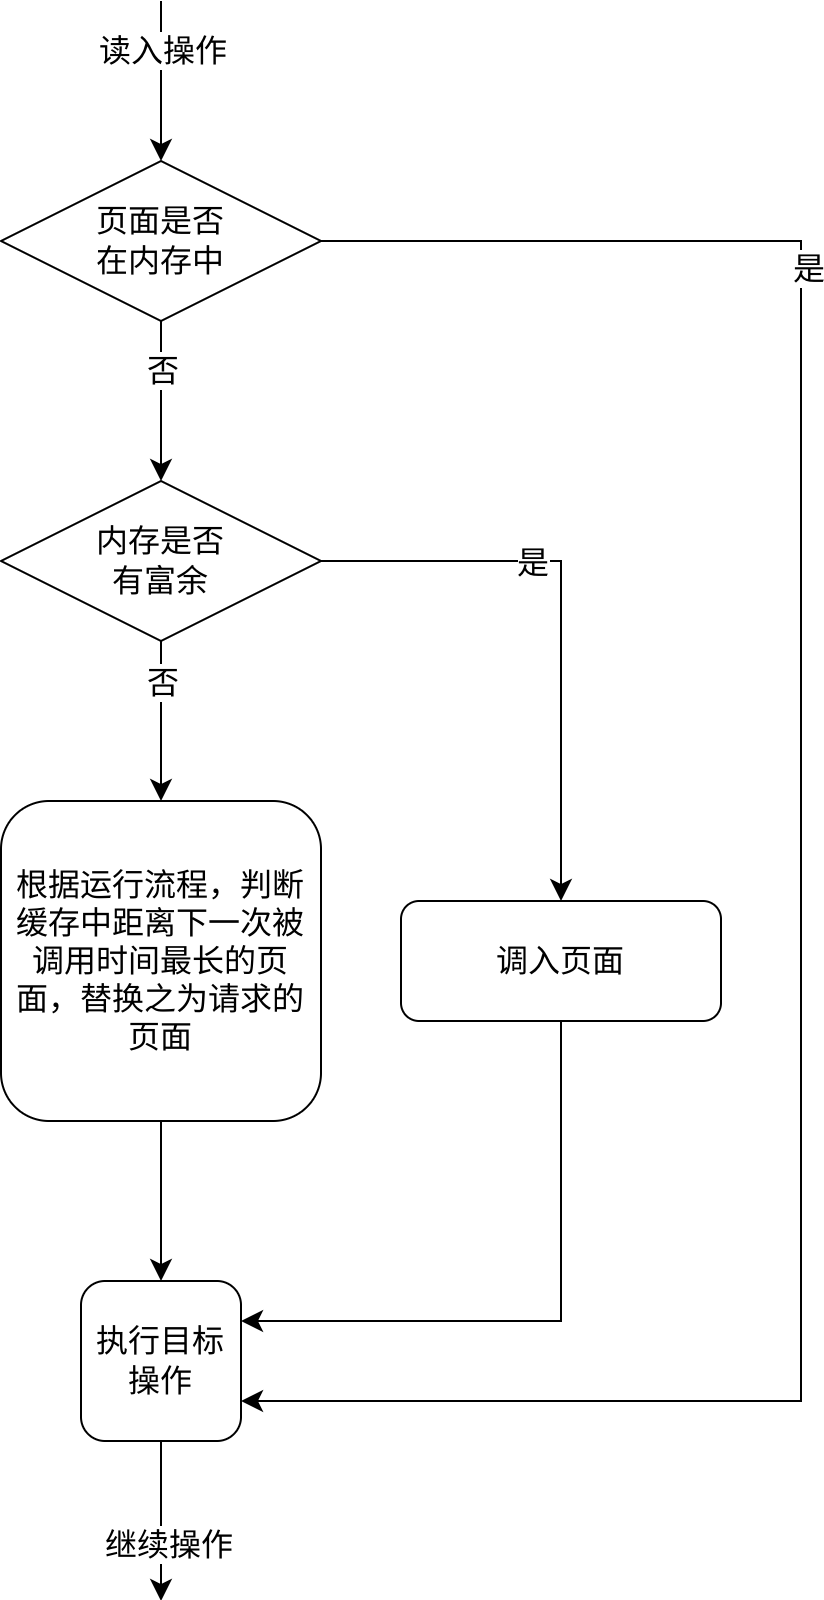 读入操作
页面是否
在内存中
是
否
内存是否
有富余
是
否
根据运行流程，判断
缓存中距离下一次被
调用时间最长的页
面，替换之为请求的
页面
调入页面
执行目标
操作
继续操作